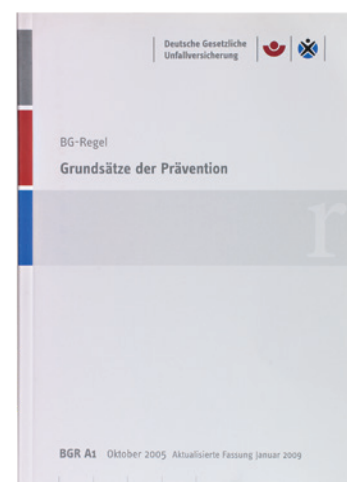 Deutsche Gesetzliche
Unfallversicherung
BG-Regel
Grundsätze der Prävention
r
BGR A1 Oktober 2005 Aktualisierte Fassung Januar 2009